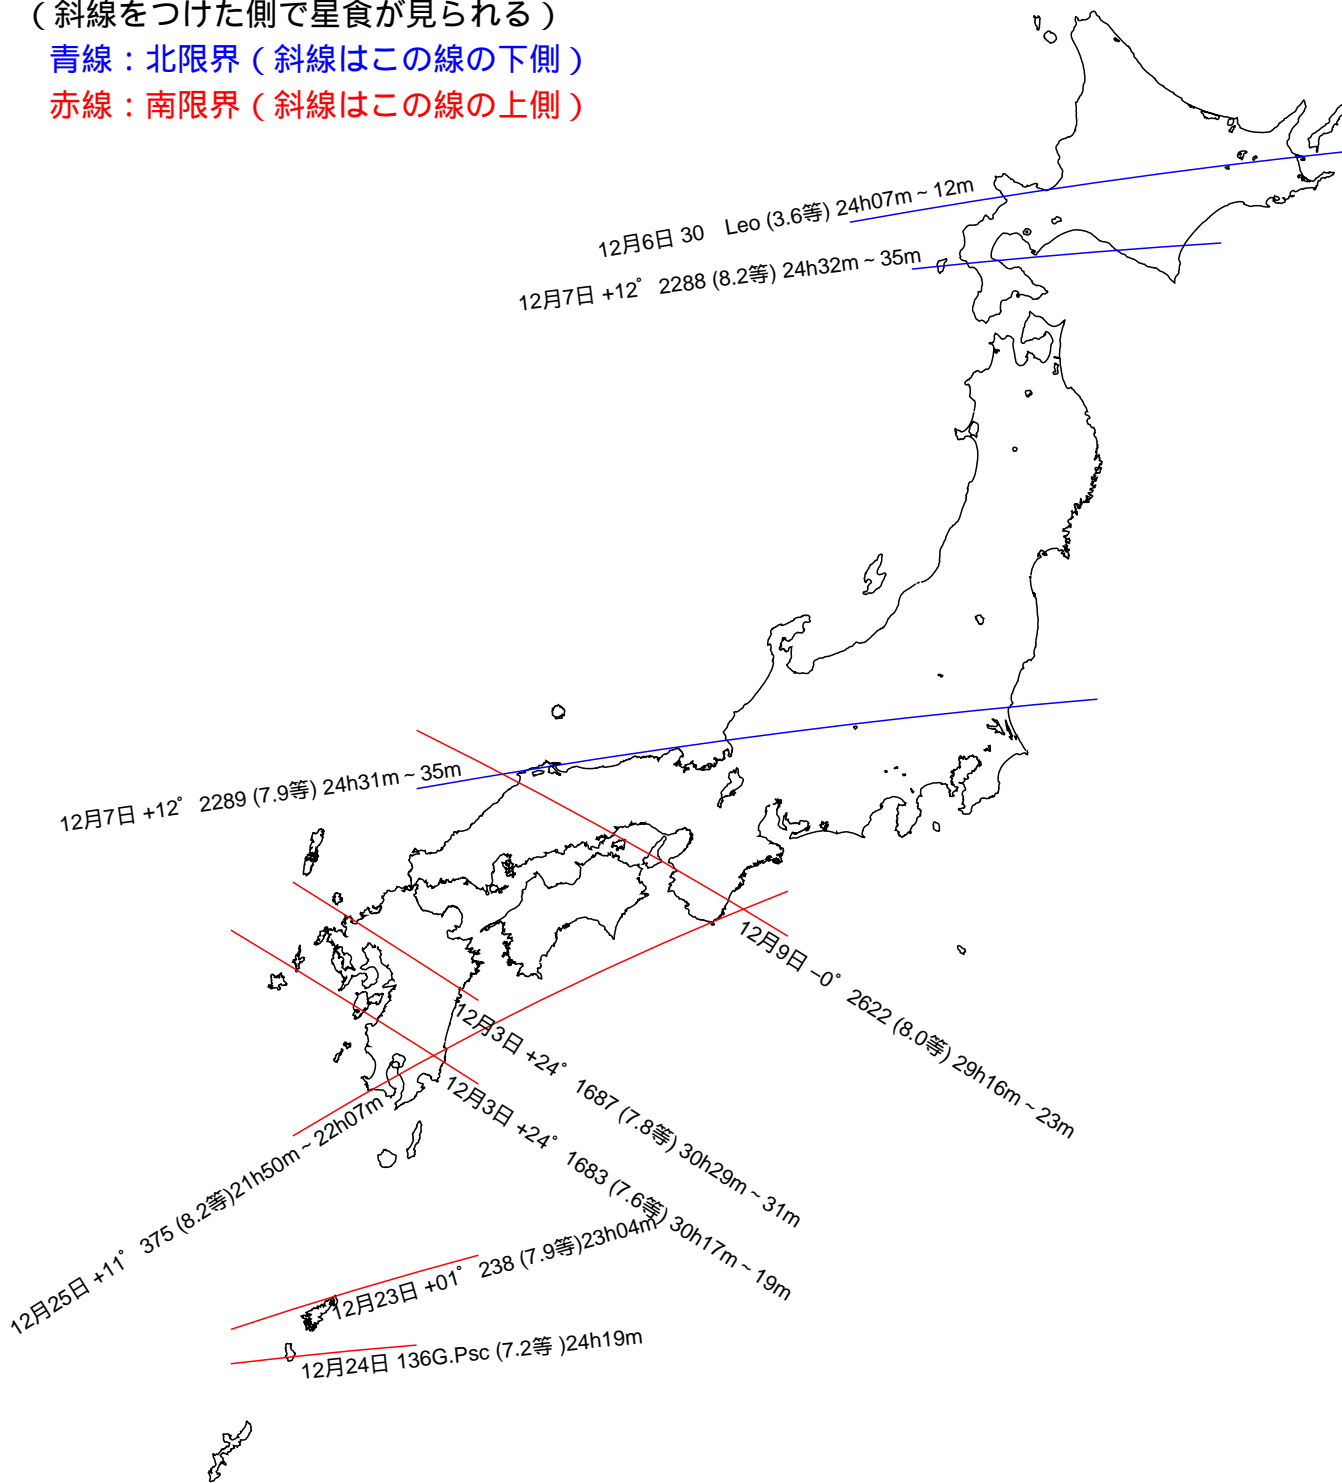 （斜線をつけた側で星食が見られる）
青線：北限界（斜線はこの線の下側）
赤線：南限界（斜線はこの線の上側）
12月6日 30 Leo (3.6等) 24h07m ~ 12m
12月7日 +12° 2288 (8.2等) 24h32m ~ 35m
12月7日 +12° 2289 (7.9等) 24h31m ~ 35m
12月9日 −0° 2622 (8.0等) 29h16m ~ 23m
12月3日 +24° 1687 (7.8等) 30h29m ~ 31m
12月3日 +24° 1683 (7.6等) 30h17m ~ 19m
12月25日 +11° 375 (8.2等)21h50m ~ 22h07m
12月23日 +01° 238 (7.9等)23h04m
12月24日 136G.Psc (7.2等 )24h19m